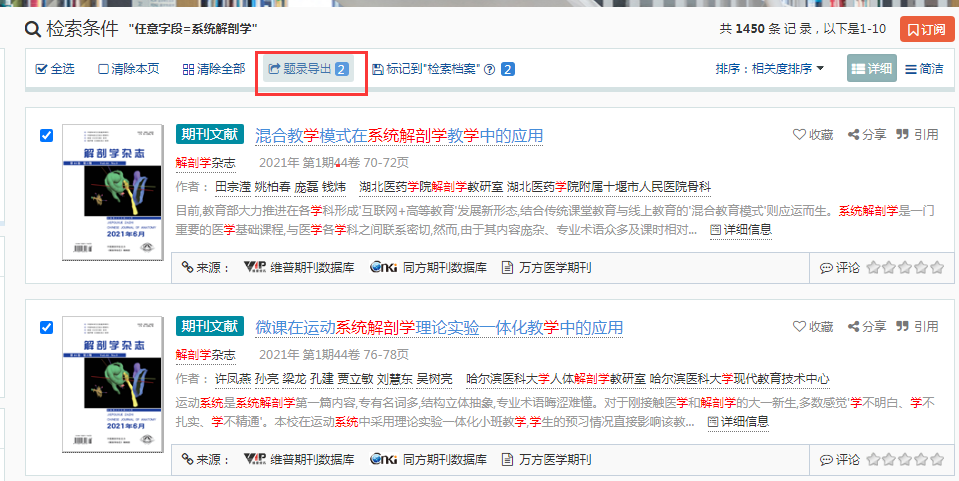 检索条件 "任意字段=系统解剖学"
共 1450 条 记 录，以下是1-10 订阅
全选 清除本页 清除全部 题录导出 2 标记到"检索档案" 2 排序：相关度排序 详细 简洁
期刊文献 混合教学模式在系统解剖学教学中的应用 收藏 分享 引用
解剖学杂志 2021年 第1期44卷 70-72页
作者： 田宗滢 姚柏春 庞磊 钱炜 湖北医药学院解剖学教研室 湖北医药学院附属十堰市人民医院骨科
目前,教育部大力推进在各学科形成'互联网+高等教育'发展新形态,结合传统课堂教育与线上教育的'混合教育模式'则应运而生。系统解剖学是一门
重要的医学基础课程,与医学各学科之间联系密切,然而,由于其内容庞杂、专业术语众多及课时相对... 详细信息
解剖学杂志
2021年6月
来源： 维普期刊数据库 同方期刊数据库 万方医学期刊 评论
期刊文献 微课在运动系统解剖学理论实验一体化教学中的应用 收藏 分享 引用
解剖学杂志 2021年 第1期44卷 76-78页
作者： 许凤燕 孙亮 梁龙 孔建 贾立敏 刘慧东 吴树亮 哈尔滨医科大学人体解剖学教研室 哈尔滨医科大学现代教育技术中心
运动系统是系统解剖学第一篇内容,专有名词多,结构立体抽象,专业术语晦涩难懂。对于刚接触医学和解剖学的大一新生,多数感觉'学不明白、学不
扎实、学不精通'。本校在运动系统中采用理论实验一体化小班教学,学生的预习情况直接影响该教... 详细信息
解剖学杂志
2021年6月
来源： 维普期刊数据库 同方期刊数据库 万方医学期刊 评论